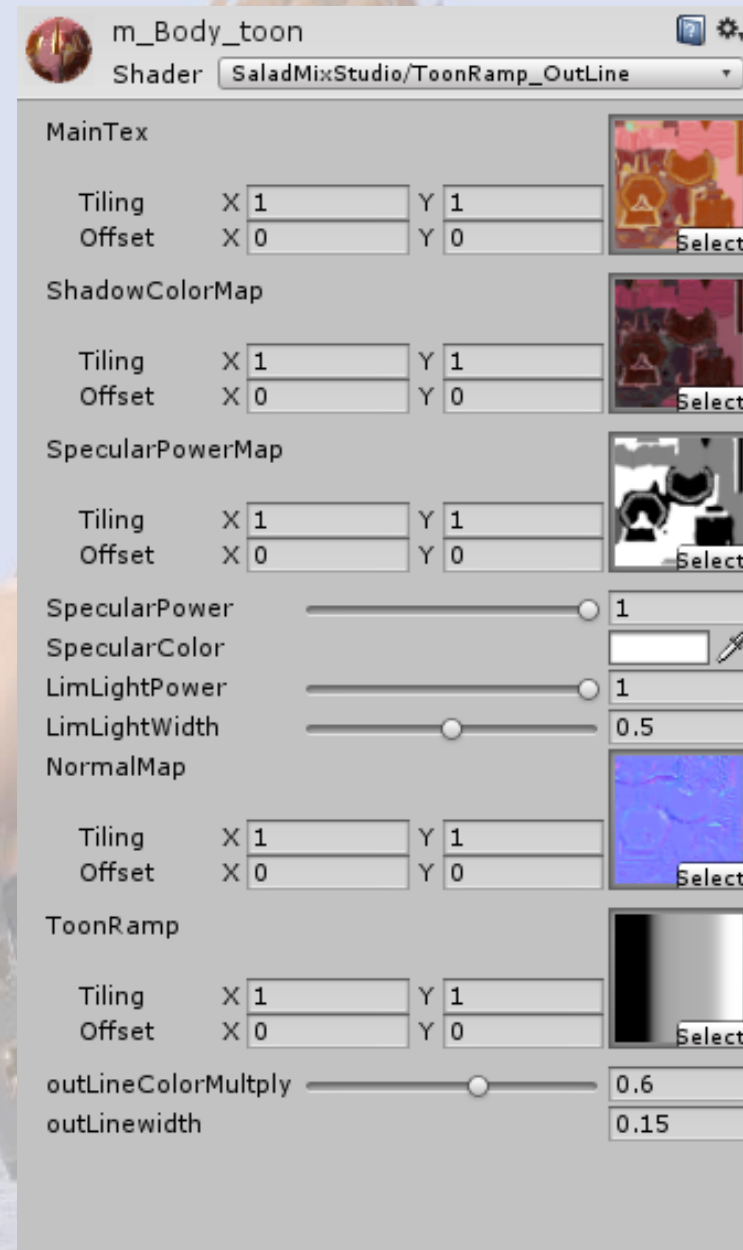 m_Body_toon
Shader SaladMixStudio/ToonRamp_OutLine
MainTex
Tiling X 1 Y 1
Offset X 0 Y 0
Select
ShadowColorMap
Tiling X 1 Y 1
Offset X 0 Y 0
Select
SpecularPowerMap
Tiling X 1 Y 1
Offset X 0 Y 0
Select
SpecularPower 1
SpecularColor
LimLightPower 1
LimLightWidth 0.5
NormalMap
Tiling X 1 Y 1
Offset X 0 Y 0
Select
ToonRamp
Tiling X 1 Y 1
Offset X 0 Y 0
Select
outLineColorMultply 0.6
outLinewidth 0.15